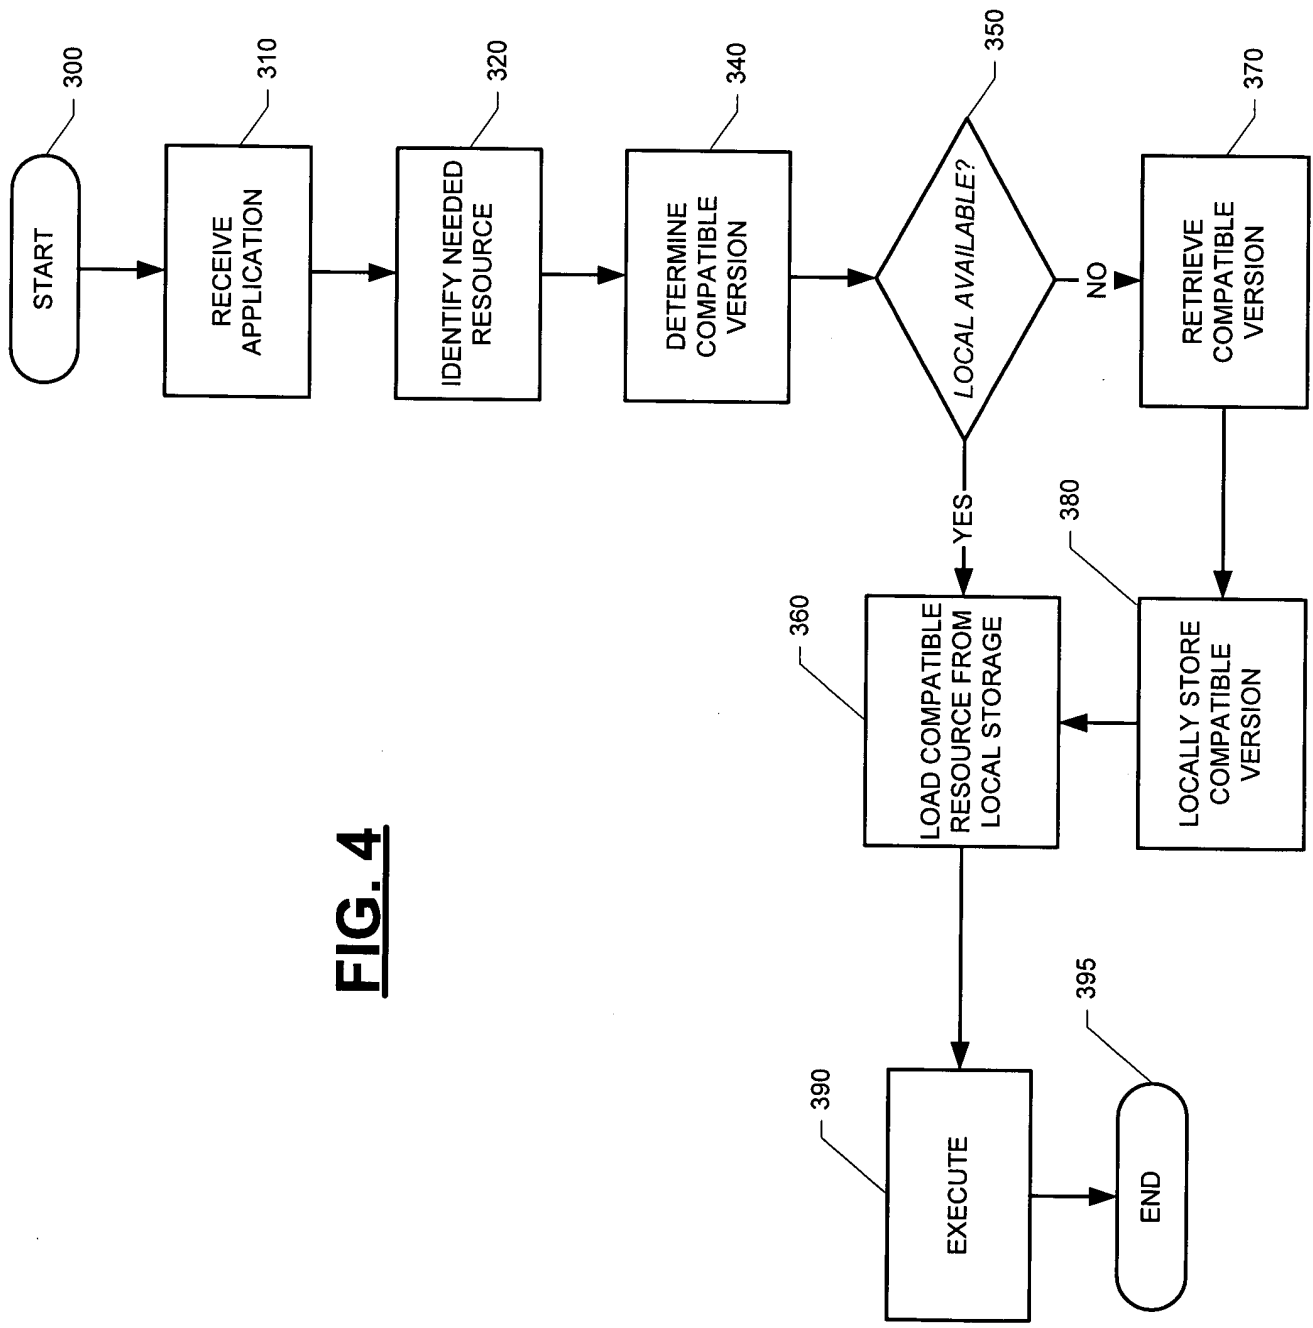 START
300
RECEIVE
APPLICATION
310
IDENTIFY NEEDED
RESOURCE
320
DETERMINE
COMPATIBLE
VERSION
340
LOCAL AVAILABLE?
350
YES
NO
LOAD COMPATIBLE
RESOURCE FROM
LOCAL STORAGE
360
RETRIEVE
COMPATIBLE
VERSION
370
LOCALLY STORE
COMPATIBLE
VERSION
380
EXECUTE
390
END
395
FIG. 4